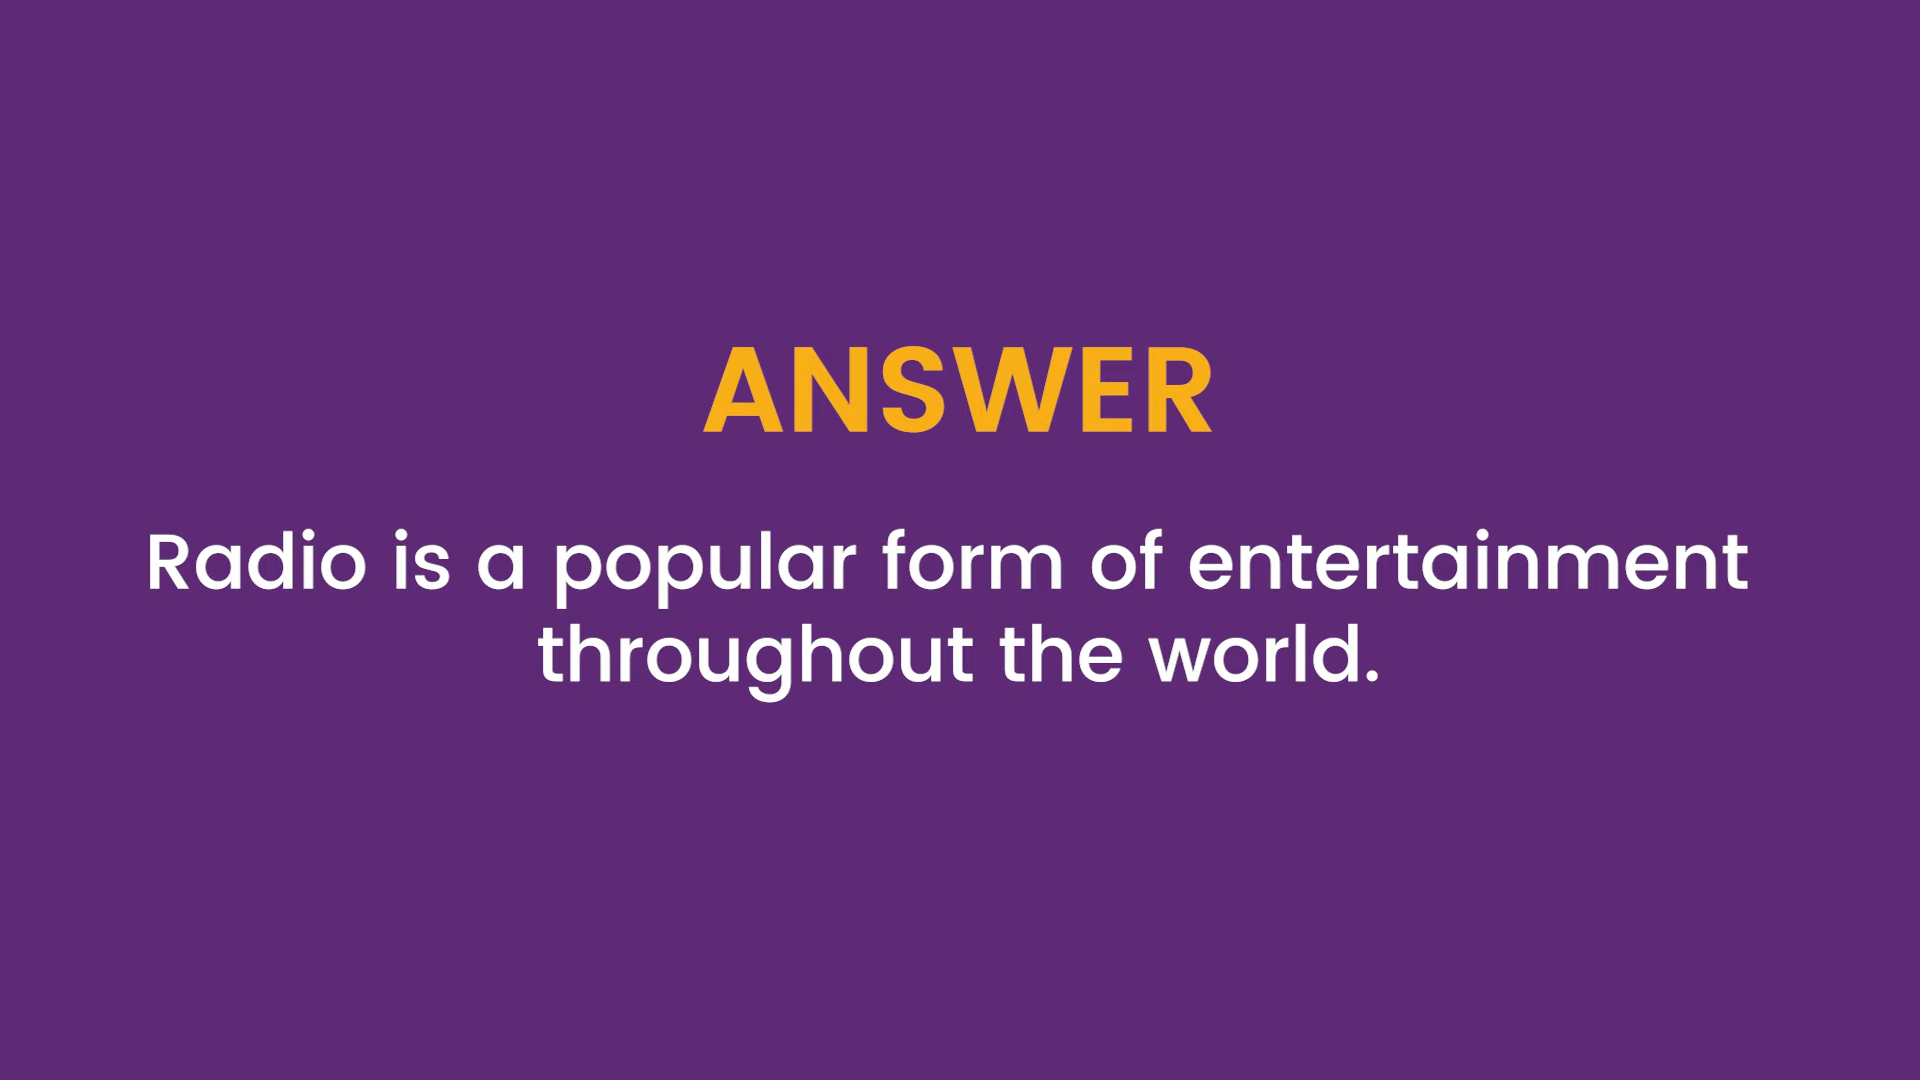 ANSWER
Radio is a popular form of entertainment
throughout the world.